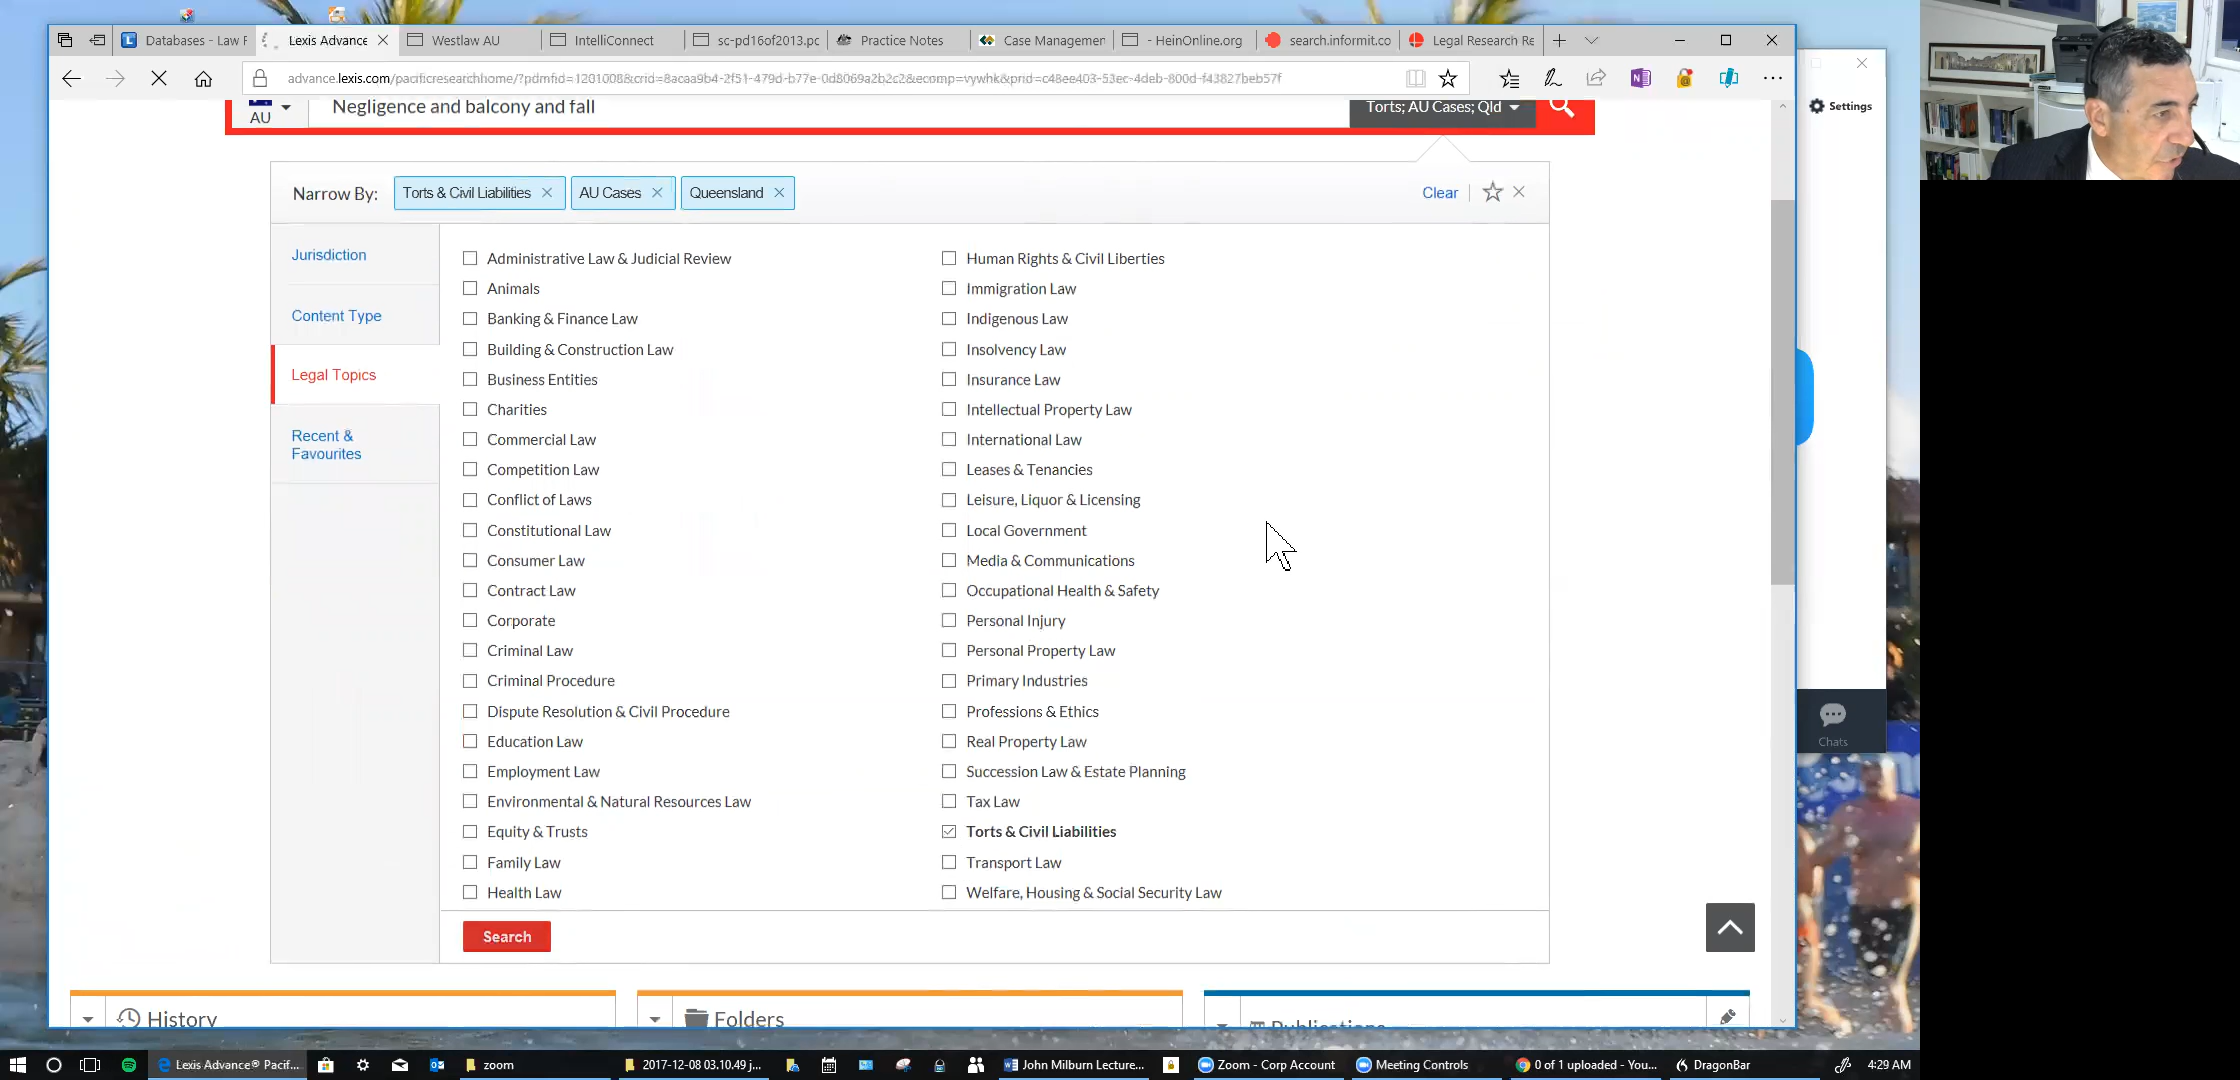 Databases - Law F
Lexis Advance
Westlaw AU
IntelliConnect
sc-pd16of2013.pc
Practice Notes
Case Managemen
- HeinOnline.org
search.informit.co
Legal Research Re
Settings
Negligence and balcony and fall
AU
Torts; AU Cases; Qld
Narrow By:
Torts & Civil Liabilities
AU Cases
Queensland
Clear
Jurisdiction
Content Type
Legal Topics
Recent &
Favourites
Administrative Law & Judicial Review
Animals
Banking & Finance Law
Building & Construction Law
Business Entities
Charities
Commercial Law
Competition Law
Conflict of Laws
Constitutional Law
Consumer Law
Contract Law
Corporate
Criminal Law
Criminal Procedure
Dispute Resolution & Civil Procedure
Education Law
Employment Law
Environmental & Natural Resources Law
Equity & Trusts
Family Law
Health Law
Human Rights & Civil Liberties
Immigration Law
Indigenous Law
Insolvency Law
Insurance Law
Intellectual Property Law
International Law
Leases & Tenancies
Leisure, Liquor & Licensing
Local Government
Media & Communications
Occupational Health & Safety
Personal Injury
Personal Property Law
Primary Industries
Professions & Ethics
Real Property Law
Succession Law & Estate Planning
Tax Law
Torts & Civil Liabilities
Transport Law
Welfare, Housing & Social Security Law
Search
Chats
History
Folders
Publications
Lexis Advance® Pacif...
zoom
2017-12-08 03.10.49 j...
John Milburn Lecture...
Zoom - Corp Account
Meeting Controls
0 of 1 uploaded - You...
DragonBar
4:29 AM